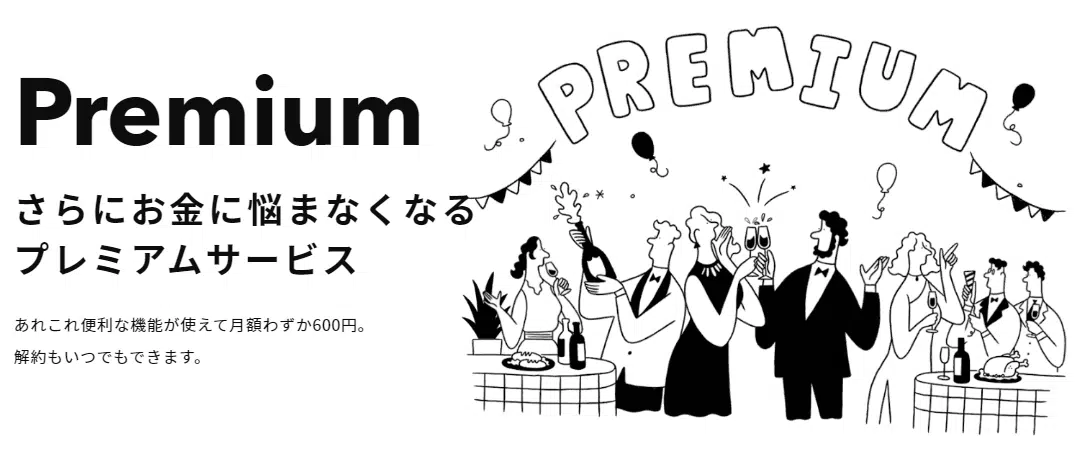 Premium
さらにお金に悩まなくなる
プレミアムサービス
あれこれ便利な機能が使えて月額わずか600円。
解約もいつでもできます。
PREMIUM